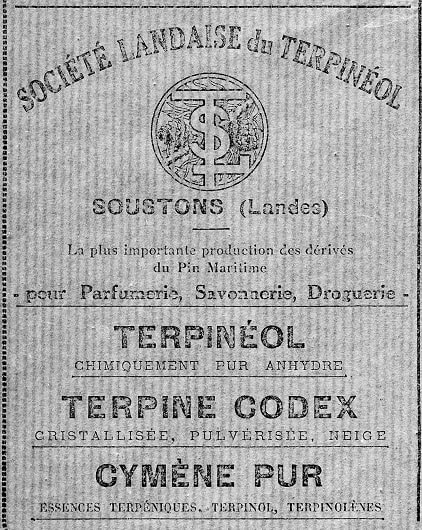 SOCIÉTÉ LANDAISE du TERPINÉOL
STL
SOUSTONS (Landes)
La plus importante production des dérivés
du Pin Maritime
- pour Parfumerie, Savonnerie, Droguerie -
TERPINÉOL
CHIMIQUEMENT PUR ANHYDRE
TERPINE CODEX
CRISTALLISÉE, PULVÉRISÉE, NEIGE
CYMÈNE PUR
ESSENCES TERPÉNIQUES, TERPINOL, TERPINOLÈNES